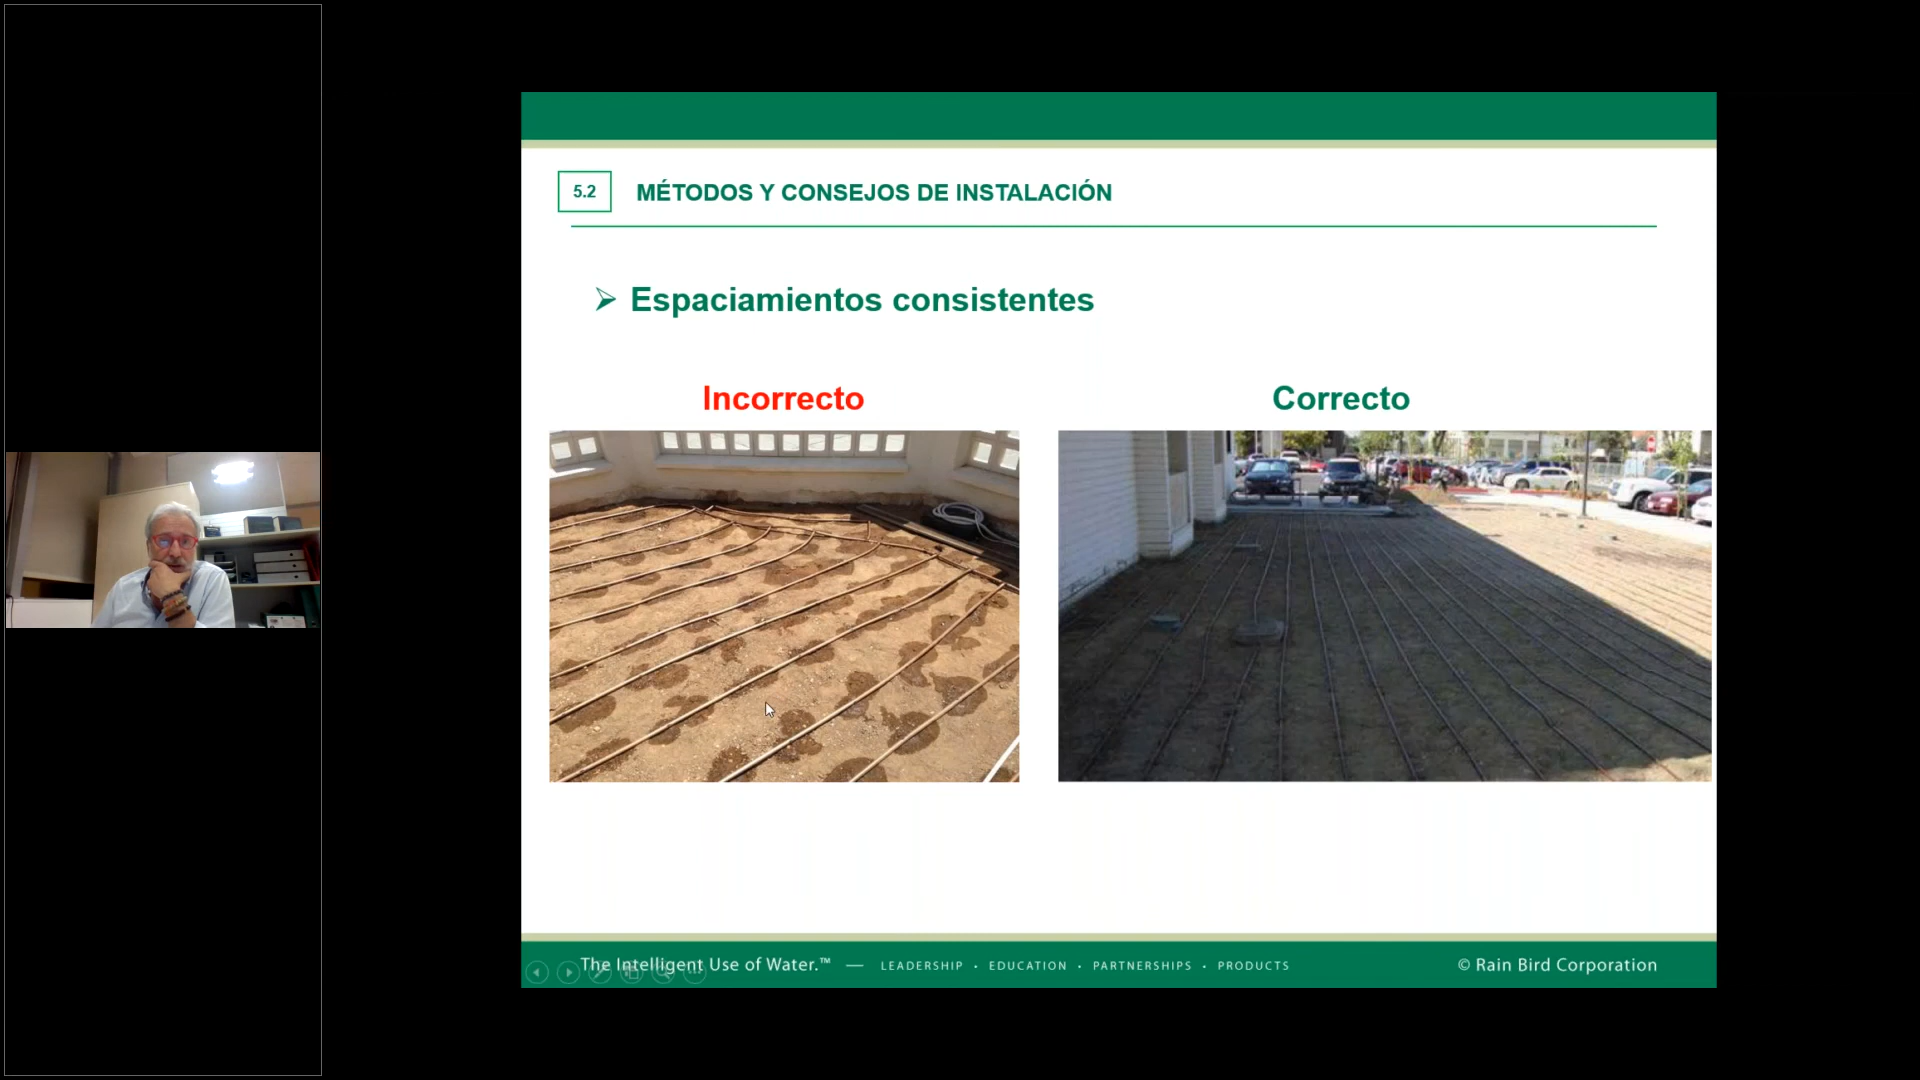 5.2
MÉTODOS Y CONSEJOS DE INSTALACIÓN
➢ Espaciamientos consistentes
Incorrecto
Correcto
The Intelligent Use of Water.™ — LEADERSHIP • EDUCATION • PARTNERSHIPS • PRODUCTS
© Rain Bird Corporation